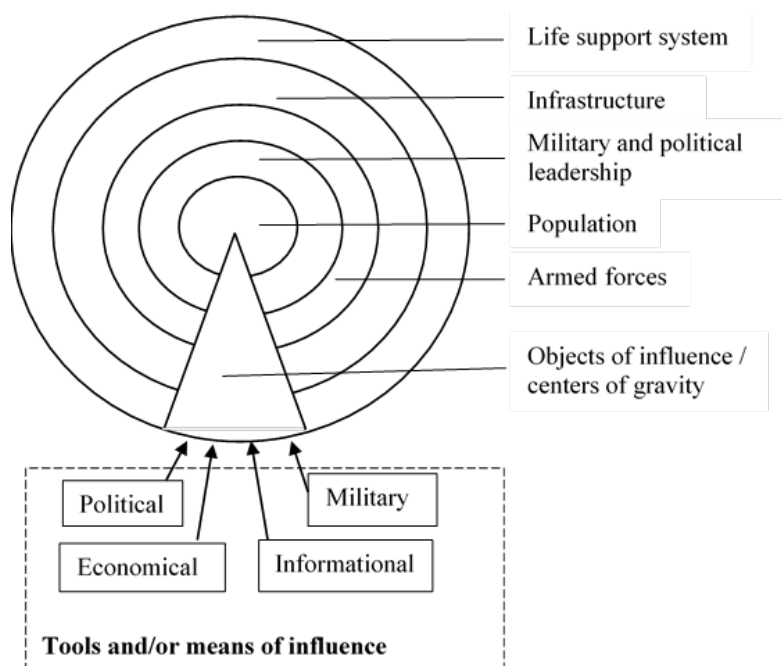 Life support system
Infrastructure
Military and political
leadership
Population
Armed forces
Objects of influence /
centers of gravity
Political
Military
Economical
Informational
Tools and/or means of influence